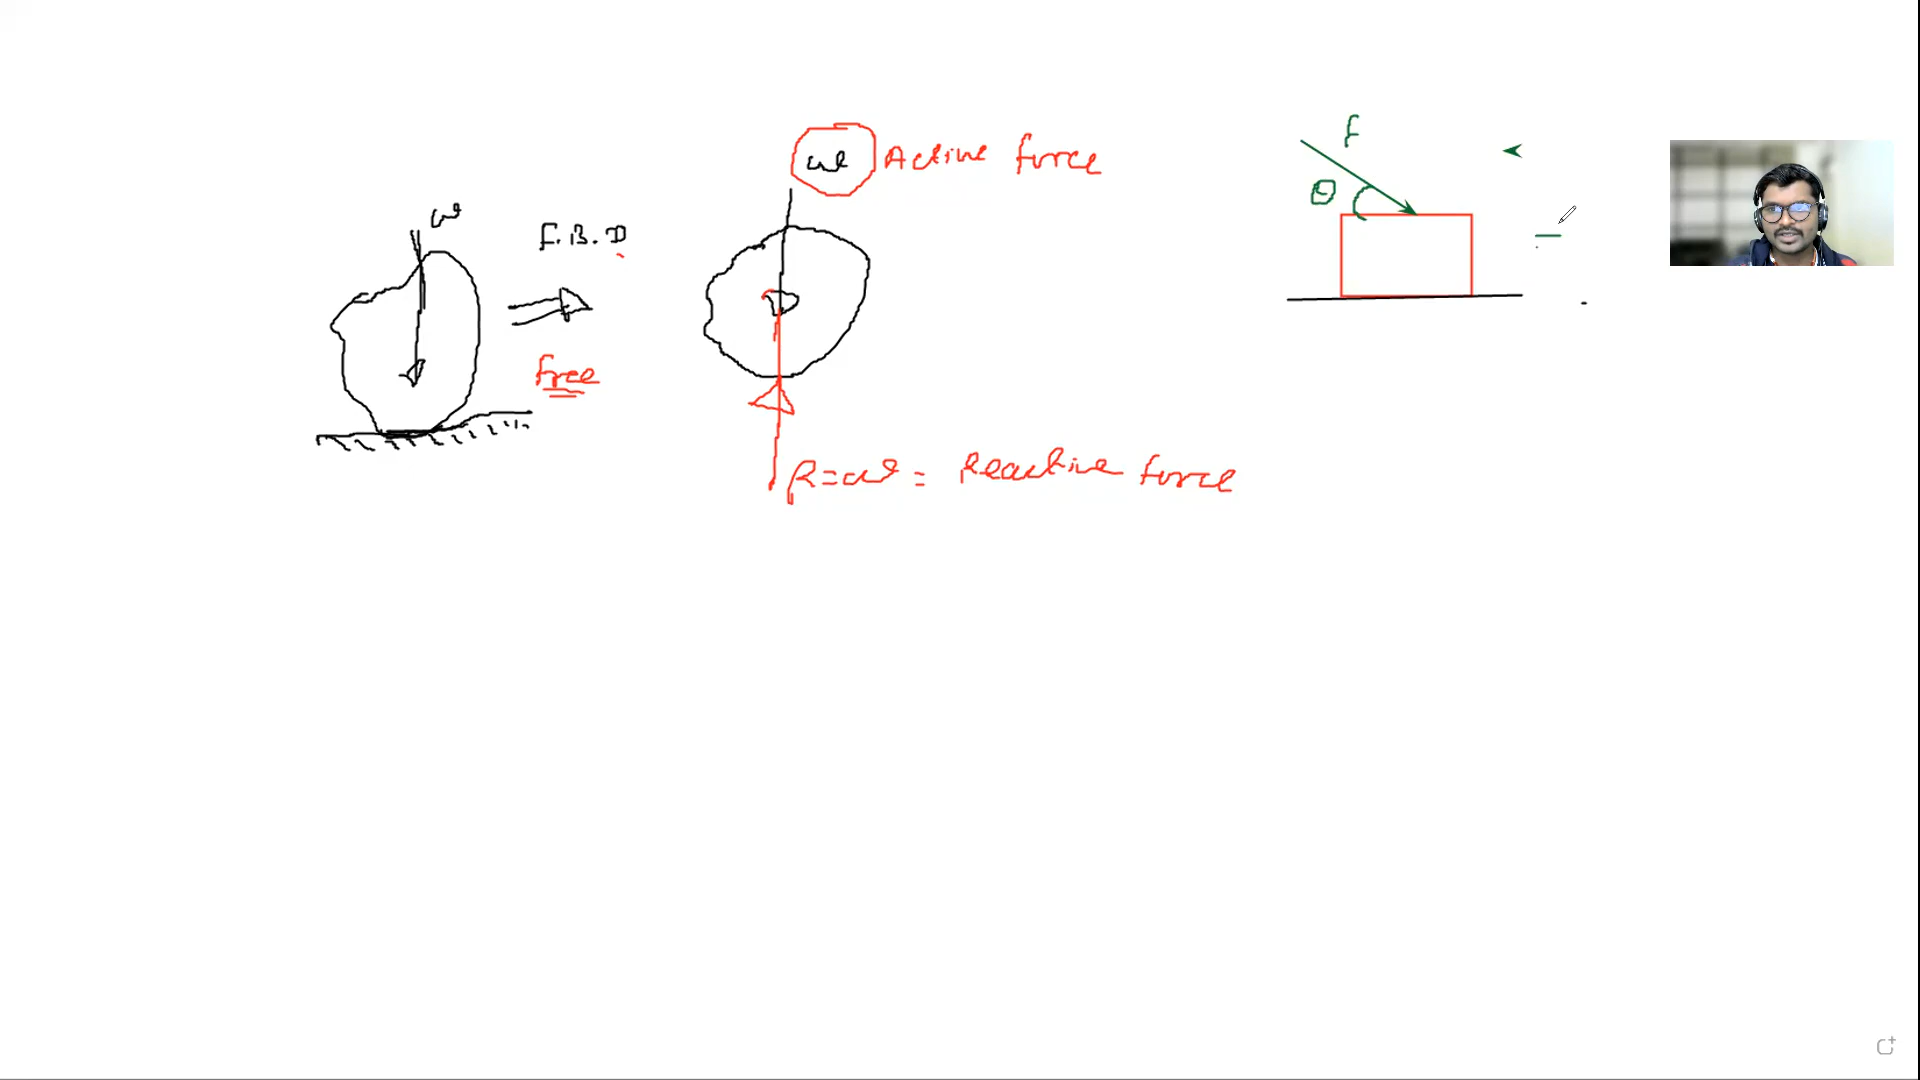 w
F.B.D
free
w Active force
R=w= Reactive force
F
θ